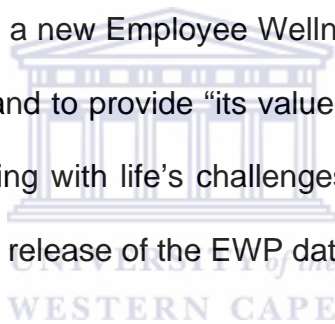 a new Employee Welln
and to provide “its value
ing with life’s challenges
release of the EWP dat
UNIVERSITY of the
WESTERN CAPE